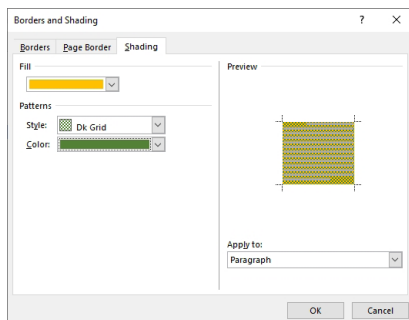 Borders and Shading ? X
Borders Page Border Shading
Fill
Preview
Patterns
Style: Dk Grid
Color:
Apply to:
Paragraph
OK Cancel